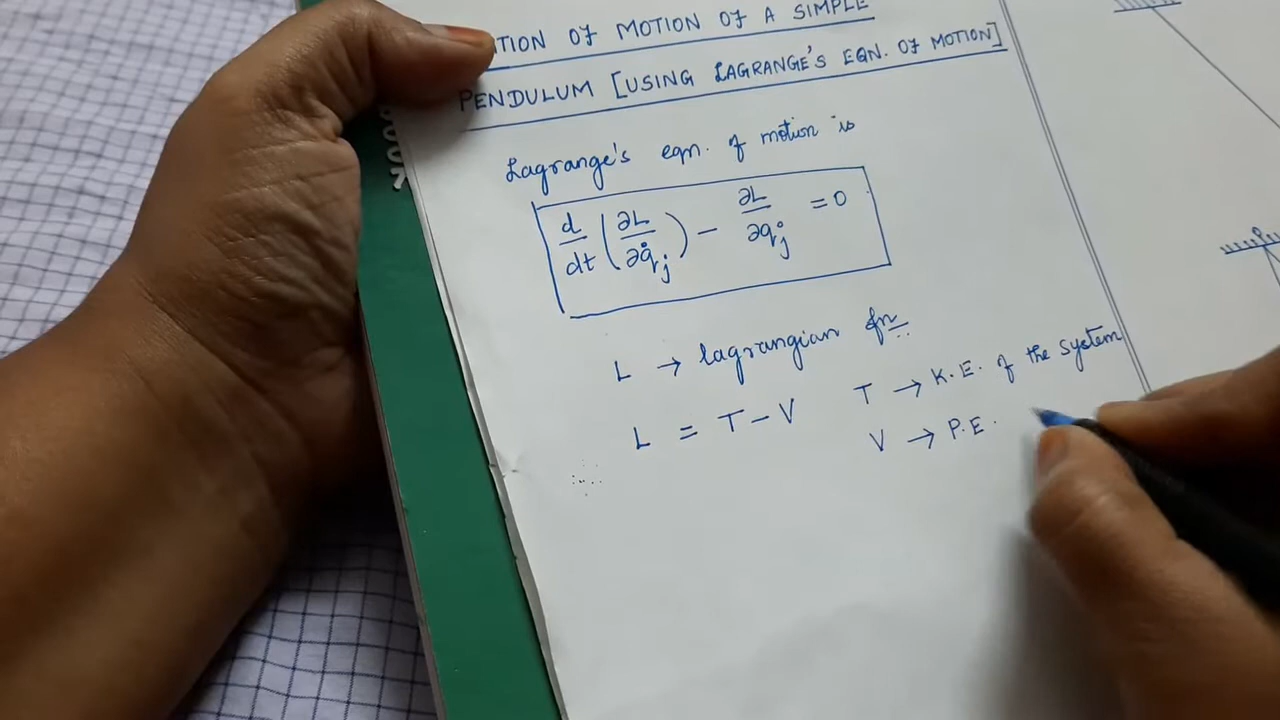 TION OF MOTION OF A SIMPLE
PENDULUM [USING LAGRANGE'S EQN. OF MOTION]
Lagrange's eqn. of motion is
d/dt (∂L/∂q̇j) - ∂L/∂qj = 0
L → lagrangian fn
L = T - V
T → K.E. of the system
V → P.E.